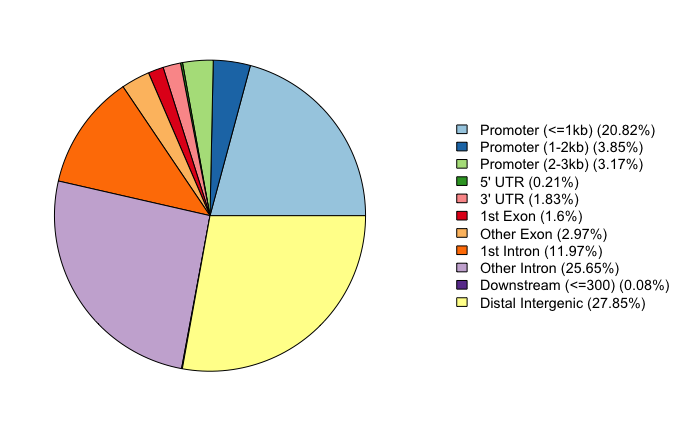 Promoter (<=1kb) (20.82%)
Promoter (1-2kb) (3.85%)
Promoter (2-3kb) (3.17%)
5' UTR (0.21%)
3' UTR (1.83%)
1st Exon (1.6%)
Other Exon (2.97%)
1st Intron (11.97%)
Other Intron (25.65%)
Downstream (<=300) (0.08%)
Distal Intergenic (27.85%)